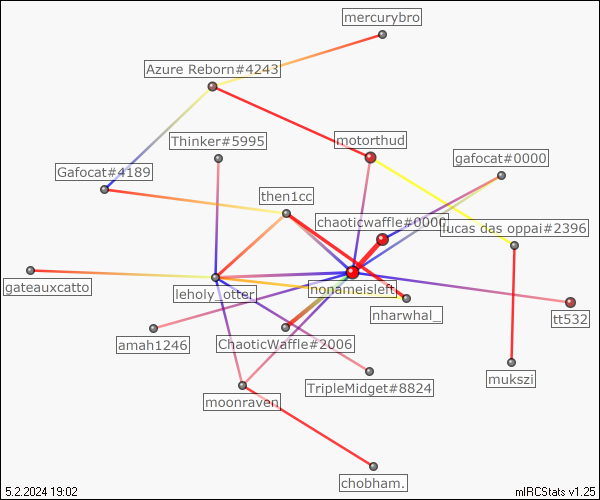 mercurybro
Azure Reborn#4243
Thinker#5995
motorthud
gafocat#0000
Gafocat#4189
then1cc
chaoticwaffle#0000
lucas das oppai#2396
gateauxcatto
leholy_otter
nonameisleft
nharwhal_
tt532
amah1246
ChaoticWaffle#2006
TripleMidget#8824
mukszi
moonraven
chobham.
5.2.2024 19:02
mIRCStats v1.25